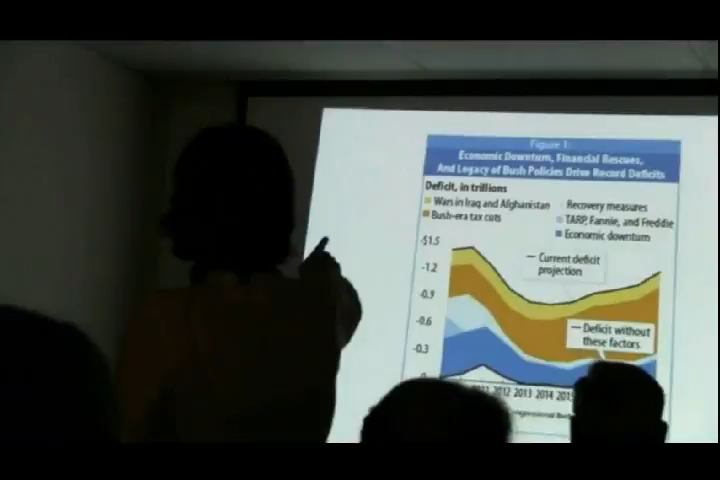 Figure 1:
Economic Downturn, Financial Rescues,
And Legacy of Bush Policies Drive Record Deficits
Deficit, in trillions
Wars in Iraq and Afghanistan
Bush-era tax cuts
Recovery measures
TARP, Fannie, and Freddie
Economic downturn
-$1.5
-1.2
-0.9
-0.6
-0.3
Current deficit
projection
Deficit without
these factors
2012 2013 2014